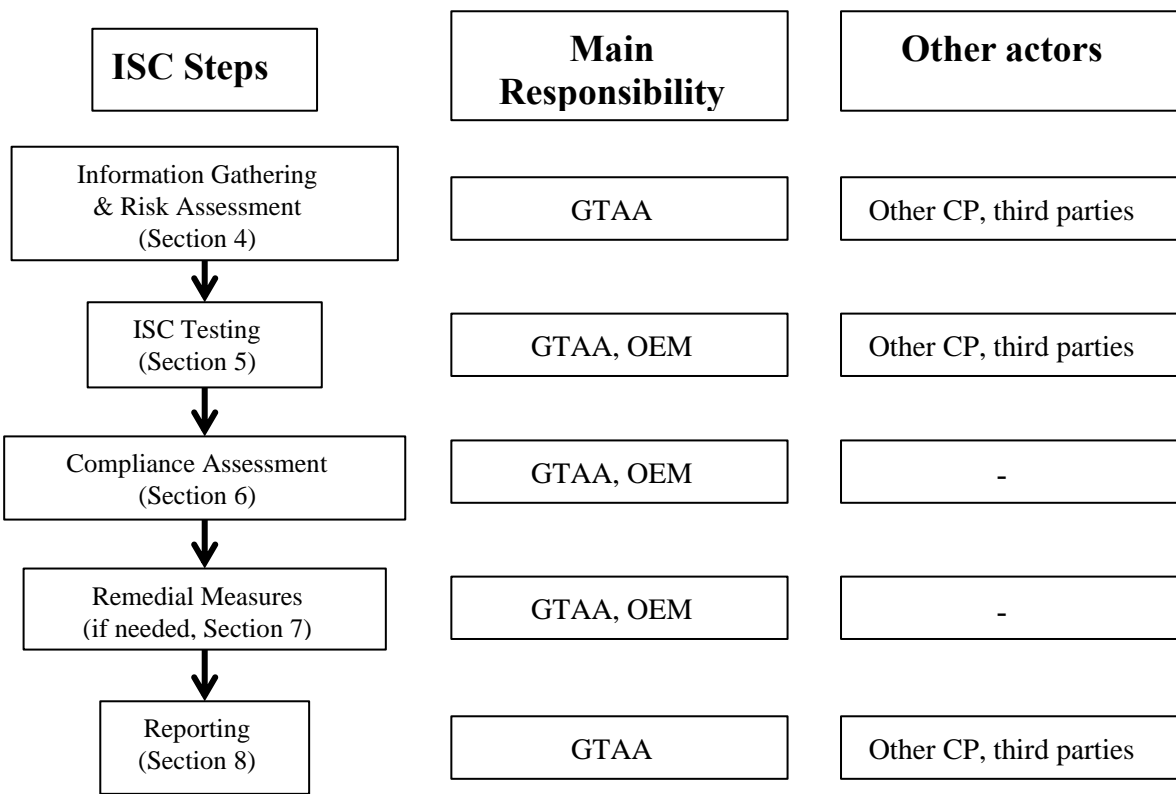 ISC Steps
Main
Responsibility
Other actors
Information Gathering
& Risk Assessment
(Section 4)
GTAA
Other CP, third parties
ISC Testing
(Section 5)
GTAA, OEM
Other CP, third parties
Compliance Assessment
(Section 6)
GTAA, OEM
-
Remedial Measures
(if needed, Section 7)
GTAA, OEM
-
Reporting
(Section 8)
GTAA
Other CP, third parties